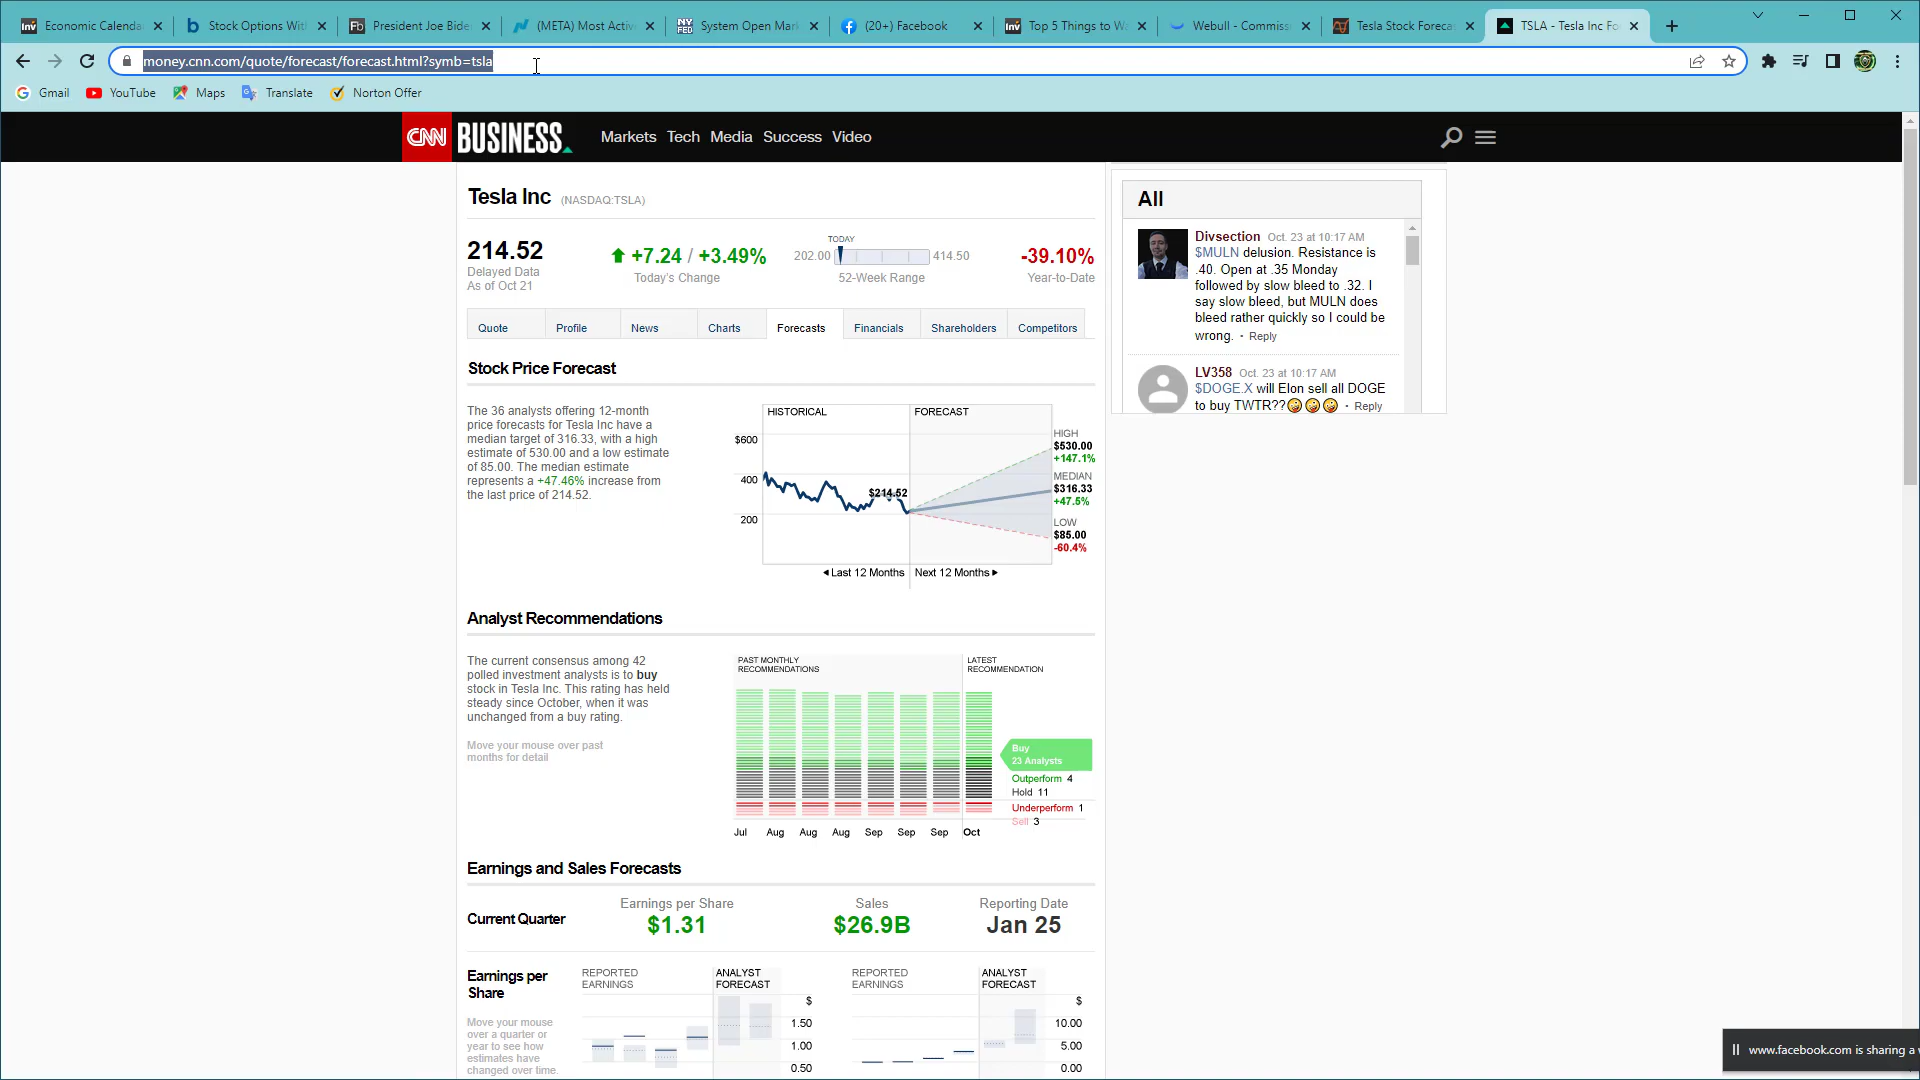 Economic Calenda
Stock Options With
President Joe Bide
(META) Most Activ
System Open Mark
(20+) Facebook
Top 5 Things to Wa
Webull - Commiss
Tesla Stock Foreca
TSLA - Tesla Inc Fo
money.cnn.com/quote/forecast/forecast.html?symb=tsla
Gmail
YouTube
Maps
Translate
Norton Offer
CNN BUSINESS
Markets Tech Media Success Video
Tesla Inc (NASDAQ:TSLA)
214.52
Delayed Data
As of Oct 21
+7.24 / +3.49%
Today's Change
TODAY
202.00 414.50
52-Week Range
-39.10%
Year-to-Date
Quote Profile News Charts Forecasts Financials Shareholders Competitors
Stock Price Forecast
The 36 analysts offering 12-month
price forecasts for Tesla Inc have a
median target of 316.33, with a high
estimate of 530.00 and a low estimate
of 85.00. The median estimate
represents a +47.46% increase from
the last price of 214.52.
HISTORICAL FORECAST
$600
400
200
$214.52
HIGH
$530.00
+147.1%
MEDIAN
$316.33
+47.5%
LOW
$85.00
-60.4%
Last 12 Months Next 12 Months
Analyst Recommendations
The current consensus among 42
polled investment analysts is to buy
stock in Tesla Inc. This rating has held
steady since October, when it was
unchanged from a buy rating.
Move your mouse over past
months for detail
PAST MONTHLY
RECOMMENDATIONS
LATEST
RECOMMENDATION
Buy
23 Analysts
Outperform 4
Hold 11
Underperform 1
Sell 3
Jul Aug Aug Aug Sep Sep Sep Oct
Earnings and Sales Forecasts
Current Quarter
Earnings per Share
$1.31
Sales
$26.9B
Reporting Date
Jan 25
Earnings per
Share
Move your mouse
over a quarter or
year to see how
estimates have
changed over time.
REPORTED
EARNINGS
ANALYST
FORECAST
$
1.50
1.00
0.50
REPORTED
EARNINGS
ANALYST
FORECAST
$
10.00
5.00
0.00
All
Divsection Oct. 23 at 10:17 AM
$MULN delusion. Resistance is
.40. Open at .35 Monday
followed by slow bleed to .32. I
say slow bleed, but MULN does
bleed rather quickly so I could be
wrong. · Reply
LV358 Oct. 23 at 10:17 AM
$DOGE.X will Elon sell all DOGE
to buy TWTR??🤪🤪🤪 · Reply
www.facebook.com is sharing a